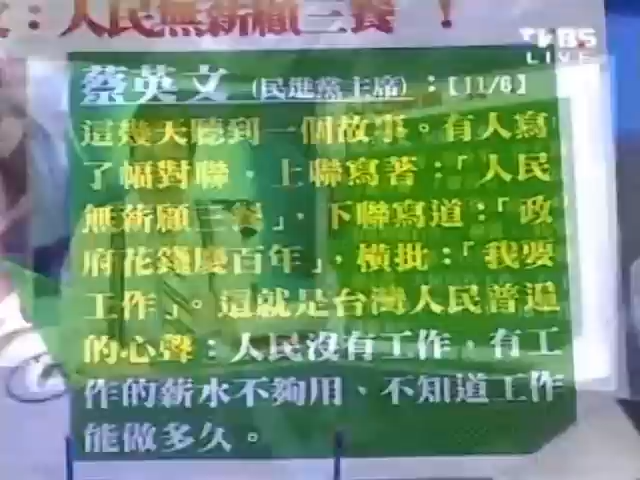 ：人民無薪顧三餐！
TVBS
LIVE
蔡英文（民進黨主席）：【11/6】
這幾天聽到一個故事。有人寫
了幅對聯，上聯寫著：「人民
無薪顧三餐」，下聯寫道：「政
府花錢慶百年」，橫批：「我要
工作」。這就是台灣人民普遍
的心聲：人民沒有工作，有工
作的薪水不夠用、不知道工作
能做多久。